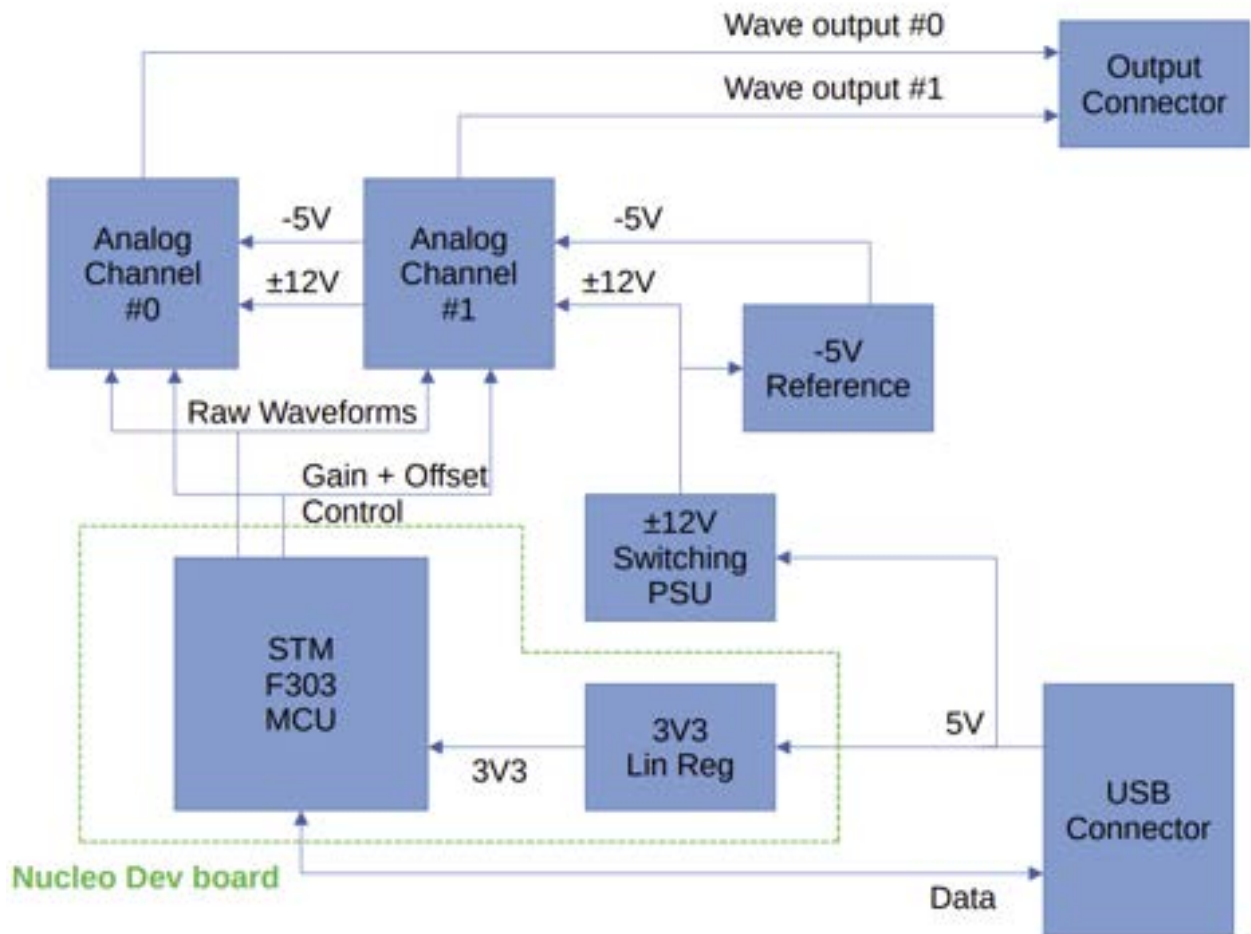 Wave output #0
Output
Connector
Wave output #1
Analog
Channel
#0
-5V
±12V
Analog
Channel
#1
-5V
±12V
-5V
Reference
Raw Waveforms
Gain + Offset
Control
±12V
Switching
PSU
STM
F303
MCU
3V3
3V3
Lin Reg
5V
USB
Connector
Nucleo Dev board
Data